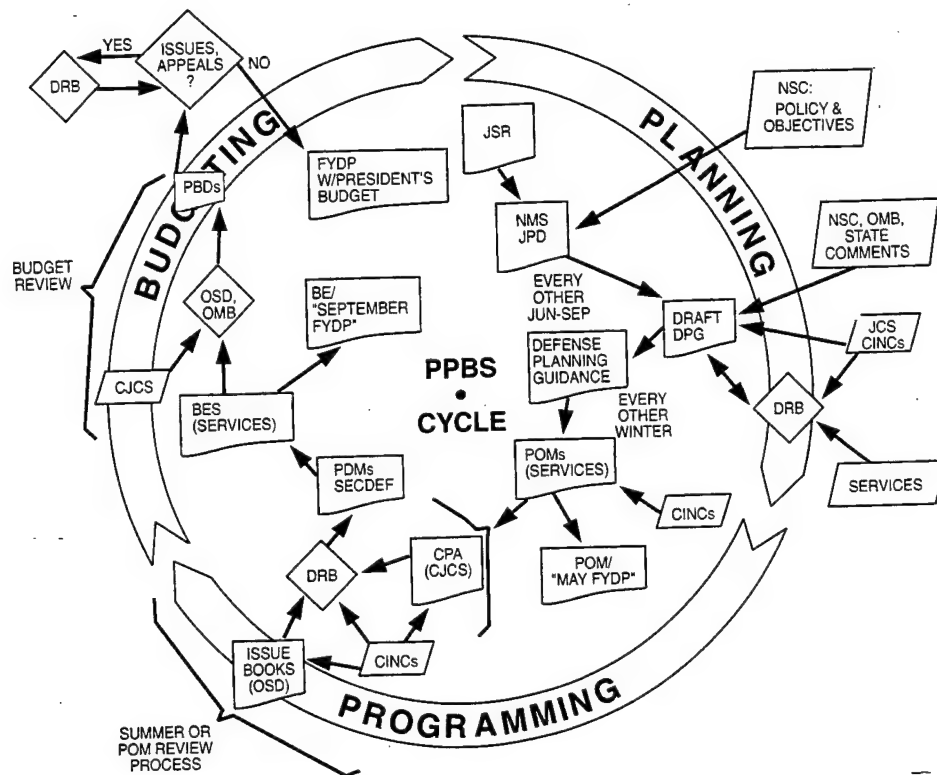 YES
ISSUES,
APPEALS
?
NO
DRB
BUDGETING
PLANNING
NSC:
POLICY &
OBJECTIVES
JSR
FYDP
W/PRESIDENT'S
BUDGET
PBDs
NMS
JPD
NSC, OMB,
STATE
COMMENTS
BUDGET
REVIEW
OSD,
OMB
BE/
"SEPTEMBER
FYDP"
EVERY
OTHER
JUN-SEP
DRAFT
DPG
JCS
CINCs
DEFENSE
PLANNING
GUIDANCE
PPBS
•
CYCLE
CJCS
BES
(SERVICES)
EVERY
OTHER
WINTER
DRB
POMs
(SERVICES)
PDMs
SECDEF
SERVICES
CINCs
CPA
(CJCS)
DRB
POM/
"MAY FYDP"
ISSUE
BOOKS
(OSD)
CINCs
PROGRAMMING
SUMMER OR
POM REVIEW
PROCESS